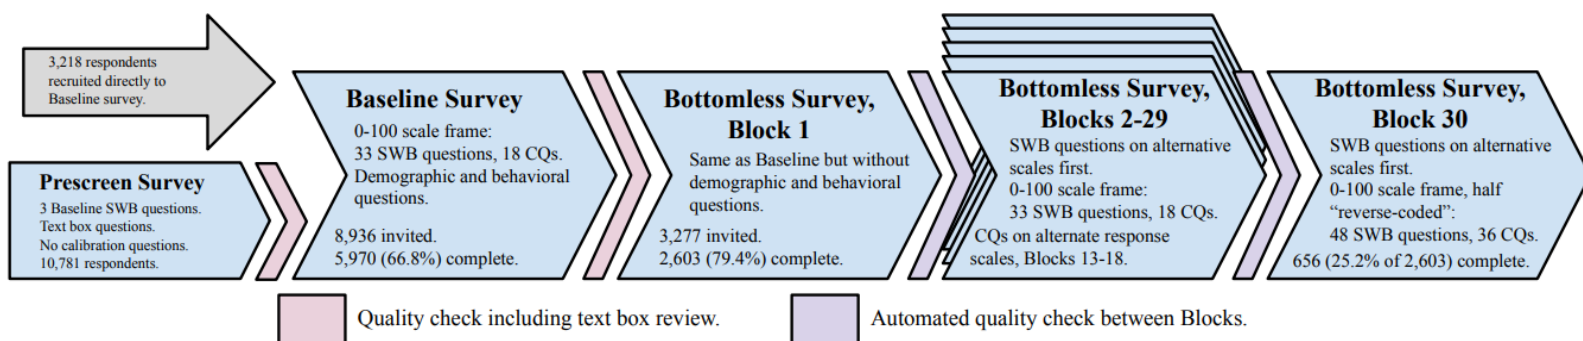 3,218 respondents
recruited directly to
Baseline survey.
Prescreen Survey
3 Baseline SWB questions.
Text box questions.
No calibration questions.
10,781 respondents.
Baseline Survey
0-100 scale frame:
33 SWB questions, 18 CQs.
Demographic and behavioral
questions.
8,936 invited.
5,970 (66.8%) complete.
Bottomless Survey,
Block 1
Same as Baseline but without
demographic and behavioral
questions.
3,277 invited.
2,603 (79.4%) complete.
Bottomless Survey,
Blocks 2-29
SWB questions on alternative
scales first.
0-100 scale frame:
33 SWB questions, 18 CQs.
CQs on alternate response
scales, Blocks 13-18.
Bottomless Survey,
Block 30
SWB questions on alternative
scales first.
0-100 scale frame, half
“reverse-coded”:
48 SWB questions, 36 CQs.
656 (25.2% of 2,603) complete.
Quality check including text box review.
Automated quality check between Blocks.